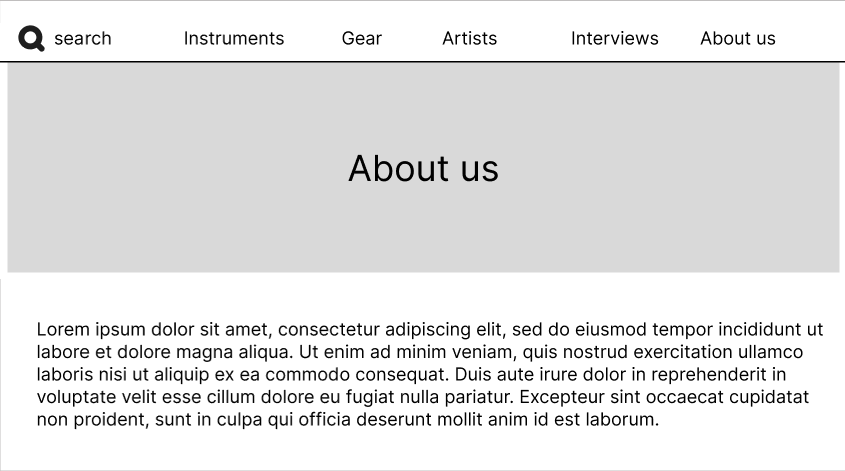 search Instruments Gear Artists Interviews About us
About us
Lorem ipsum dolor sit amet, consectetur adipiscing elit, sed do eiusmod tempor incididunt ut
labore et dolore magna aliqua. Ut enim ad minim veniam, quis nostrud exercitation ullamco
laboris nisi ut aliquip ex ea commodo consequat. Duis aute irure dolor in reprehenderit in
voluptate velit esse cillum dolore eu fugiat nulla pariatur. Excepteur sint occaecat cupidatat
non proident, sunt in culpa qui officia deserunt mollit anim id est laborum.